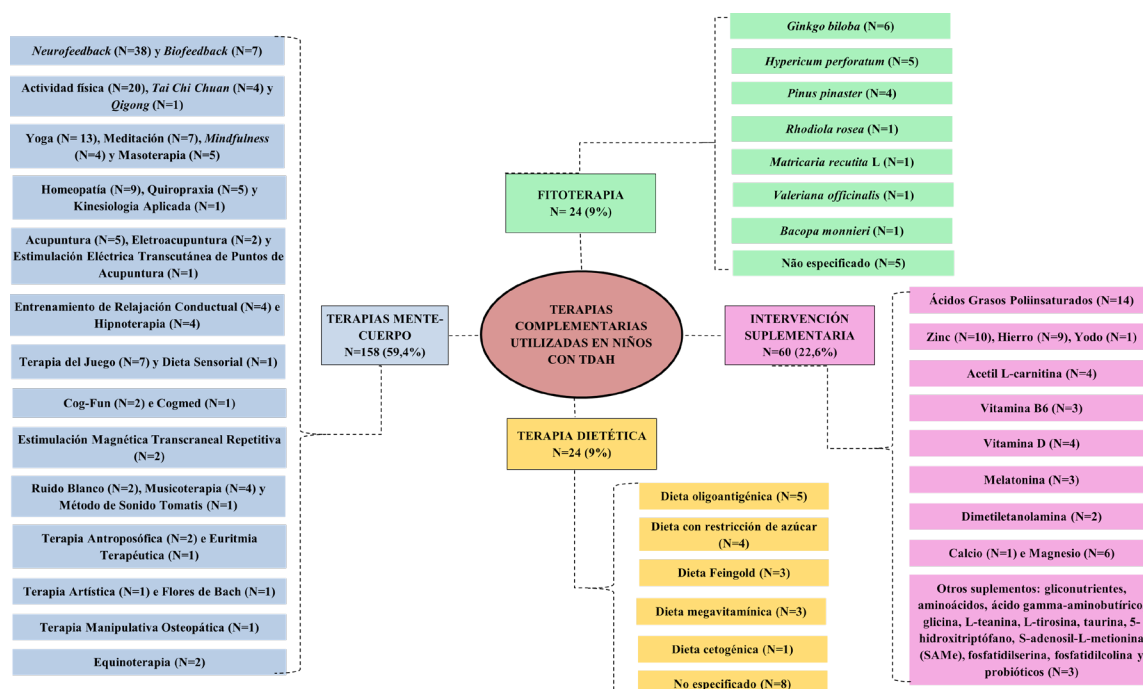 Neurofeedback (N=38) y Biofeedback (N=7)
Actividad física (N=20), Tai Chi Chuan (N=4) y
Qigong (N=1)
Yoga (N= 13), Meditación (N=7), Mindfulness
(N=4) y Masoterapia (N=5)
Homeopatía (N=9), Quiropraxia (N=5) y
Kinesiología Aplicada (N=1)
Acupuntura (N=5), Eletroacupuntura (N=2) y
Estimulación Eléctrica Transcutánea de Puntos de
Acupuntura (N=1)
Entrenamiento de Relajación Conductual (N=4) e
Hipnoterapia (N=4)
Terapia del Juego (N=7) y Dieta Sensorial (N=1)
Cog-Fun (N=2) e Cogmed (N=1)
Estimulación Magnética Transcraneal Repetitiva
(N=2)
Ruido Blanco (N=2), Musicoterapia (N=4) y
Método de Sonido Tomatis (N=1)
Terapia Antroposófica (N=2) e Euritmia
Terapéutica (N=1)
Terapia Artística (N=1) e Flores de Bach (N=1)
Terapia Manipulativa Osteopática (N=1)
Equinoterapia (N=2)
TERAPIAS MENTE-
CUERPO
N=158 (59,4%)
FITOTERAPIA
N= 24 (9%)
TERAPIAS
COMPLEMENTARIAS
UTILIZADAS EN NIÑOS
CON TDAH
TERAPIA DIETÉTICA
N=24 (9%)
INTERVENCIÓN
SUPLEMENTARIA
N=60 (22,6%)
Ginkgo biloba (N=6)
Hypericum perforatum (N=5)
Pinus pinaster (N=4)
Rhodiola rosea (N=1)
Matricaria recutita L (N=1)
Valeriana officinalis (N=1)
Bacopa monnieri (N=1)
Não especificado (N=5)
Dieta oligoantigénica (N=5)
Dieta con restricción de azúcar
(N=4)
Dieta Feingold (N=3)
Dieta megavitamínica (N=3)
Dieta cetogénica (N=1)
No especificado (N=8)
Ácidos Grasos Poliinsaturados (N=14)
Zinc (N=10), Hierro (N=9), Yodo (N=1)
Acetil L-carnitina (N=4)
Vitamina B6 (N=3)
Vitamina D (N=4)
Melatonina (N=3)
Dimetiletanolamina (N=2)
Calcio (N=1) e Magnesio (N=6)
Otros suplementos: gliconutrientes,
aminoácidos, ácido gamma-aminobutírico
glicina, L-teanina, L-tirosina, taurina, 5-
hidroxitriptófano, S-adenosil-L-metionina
(SAMe), fosfatidilserina, fosfatidilcolina y
probióticos (N=3)